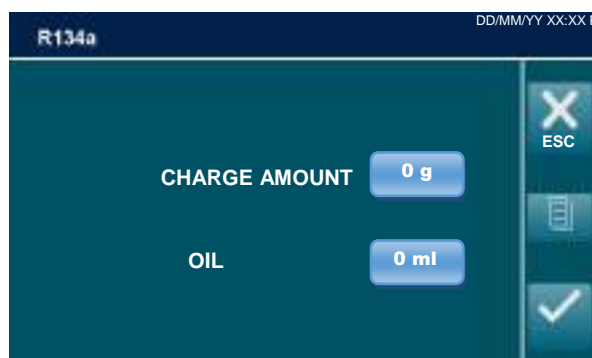 DD/MM/YY XX:XX
R134a
ESC
CHARGE AMOUNT 0 g
OIL 0 ml